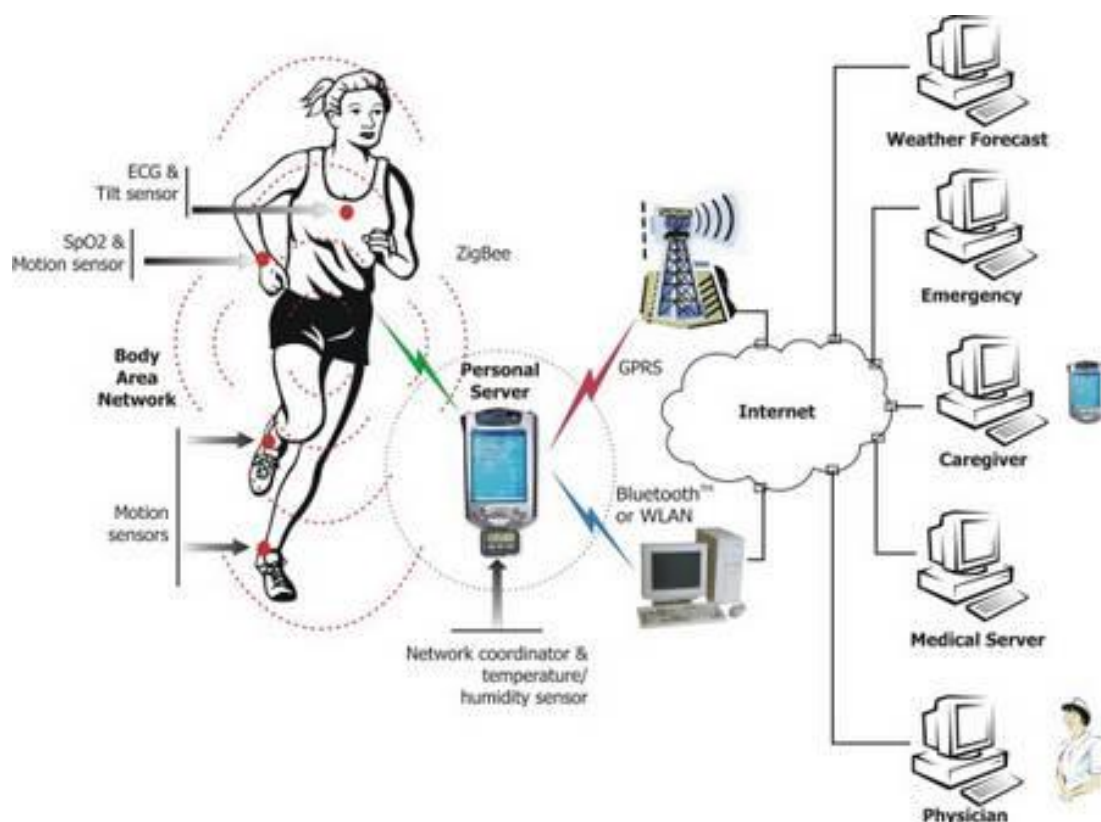 ECG &
Tilt sensor
SpO2 &
Motion sensor
Body
Area
Network
Motion
sensors
ZigBee
Personal
Server
Network coordinator &
temperature/
humidity sensor
GPRS
Bluetooth™
or WLAN
Internet
Weather Forecast
Emergency
Caregiver
Medical Server
Physician